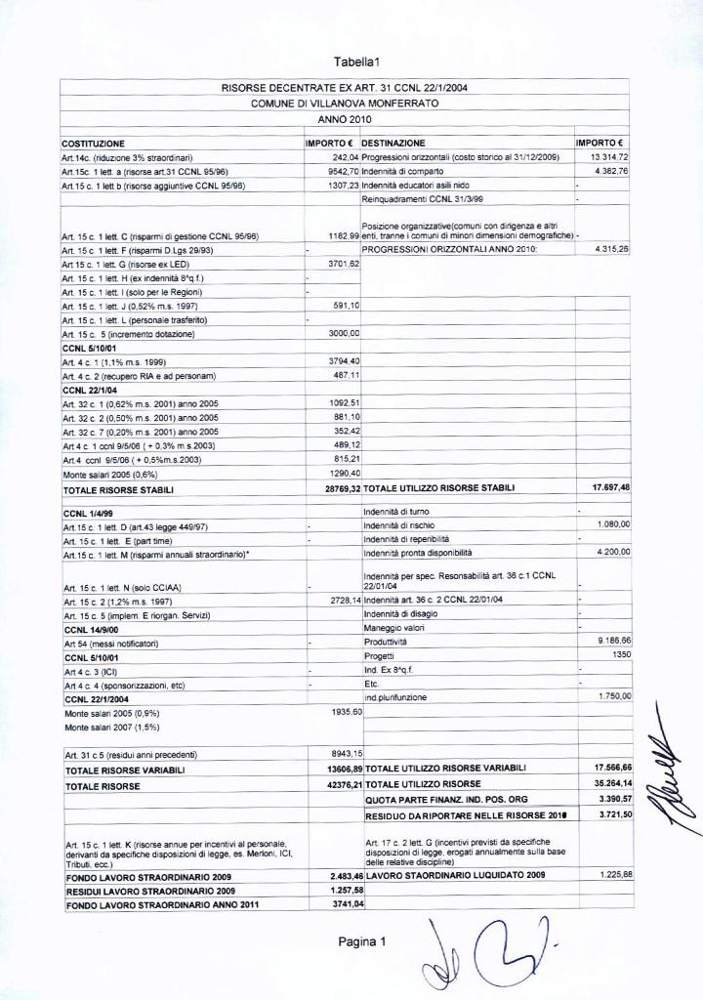 Tabella1
RISORSE DECENTRATE EX ART. 31 CCNL 22/1/2004
COMUNE DI VILLANOVA MONFERRATO
ANNO 2010
COSTITUZIONE IMPORTO € DESTINAZIONE IMPORTO €
Art.14c. (riduzione 3% straordinari) 242,04 Progressioni orizzontali (costo storico al 31/12/2009) 13.314,72
Art.15c. 1 lett. a (risorse art.31 CCNL 95/96) 9542,70 Indennità di comparto 4.382,76
Art.15 c. 1 lett b (risorse aggiuntive CCNL 95/96) 1307,23 Indennità educatori asili nido -
Reinquadramenti CCNL 31/3/99 -
Posizione organizzative(comuni con dirigenza e altri
Art. 15 c. 1 lett. C (risparmi di gestione CCNL 95/96) 1182,99 enti, tranne i comuni di minori dimensioni demografiche) -
Art. 15 c. 1 lett. F (risparmi D.Lgs 29/93) - PROGRESSIONI ORIZZONTALI ANNO 2010: 4.315,26
Art 15 c. 1 lett. G (risorse ex LED) 3701,62
Art. 15 c. 1 lett. H (ex indennità 8^q.f.) -
Art. 15 c. 1 lett. I (solo per le Regioni) -
Art. 15 c. 1 lett. J (0,52% m.s. 1997) 591,10
Art. 15 c. 1 lett. L (personale trasferito) -
Art. 15 c. 5 (incremento dotazione) 3000,00
CCNL 5/10/01
Art. 4 c. 1 (1,1% m.s. 1999) 3794,40
Art. 4 c. 2 (recupero RIA e ad personam) 487,11
CCNL 22/1/04
Art. 32 c. 1 (0,62% m.s. 2001) anno 2005 1092,51
Art. 32 c. 2 (0,50% m.s. 2001) anno 2005 881,10
Art. 32 c. 7 (0,20% m.s. 2001) anno 2005 352,42
Art 4 c. 1 ccnl 9/5/06 ( + 0,3% m.s.2003) 489,12
Art.4 ccnl 9/5/06 ( + 0,5%m.s.2003) 815,21
Monte salari 2005 (0,6%) 1290,40
TOTALE RISORSE STABILI 28769,32 TOTALE UTILIZZO RISORSE STABILI 17.697,48
CCNL 1/4/99 Indennità di turno -
Art.15 c. 1 lett. D (art.43 legge 449/97) - Indennità di rischio 1.080,00
Art. 15 c. 1 lett. E (part time) - Indennità di reperibilità -
Art.15 c. 1 lett. M (risparmi annuali straordinario)* Indennità pronta disponibilità 4.200,00
Indennità per spec. Resonsabilità art. 36 c.1 CCNL
Art. 15 c. 1 lett. N (solo CCIAA) - 22/01/04 -
Art. 15 c. 2 (1,2% m.s. 1997) 2728,14 Indennità art. 36 c. 2 CCNL 22/01/04 -
Art. 15 c. 5 (implem. E riorgan. Servizi) Indennità di disagio -
CCNL 14/9/00 Maneggio valori -
Art 54 (messi notificatori) - Produttività 9.186,66
CCNL 5/10/01 Progetti 1350
Art 4 c. 3 (ICI) - Ind. Ex 8^q.f. -
Art 4 c. 4 (sponsorizzazioni, etc) - Etc. -
CCNL 22/1/2004 ind.plurifunzione 1.750,00
Monte salari 2005 (0,9%) 1935,60
Monte salari 2007 (1,5%)
Art. 31 c.5 (residui anni precedenti) 8943,15
TOTALE RISORSE VARIABILI 13606,89 TOTALE UTILIZZO RISORSE VARIABILI 17.566,66
TOTALE RISORSE 42376,21 TOTALE UTILIZZO RISORSE 35.264,14
QUOTA PARTE FINANZ. IND. POS. ORG 3.390,57
RESIDUO DA RIPORTARE NELLE RISORSE 2010 3.721,50
Art. 15 c. 1 lett. K (risorse annue per incentivi al personale, Art. 17 c. 2 lett. G (incentivi previsti da specifiche
derivanti da specifiche disposizioni di legge, es. Merloni, ICI, disposizioni di legge, erogati annualmente sulla base
Tributi, ecc.) delle relative discipline)
FONDO LAVORO STRAORDINARIO 2009 2.483,46 LAVORO STAORDINARIO LUQUIDATO 2009 1.225,88
RESIDUI LAVORO STRAORDINARIO 2009 1.257,58
FONDO LAVORO STRAORDINARIO ANNO 2011 3741,04
Pagina 1